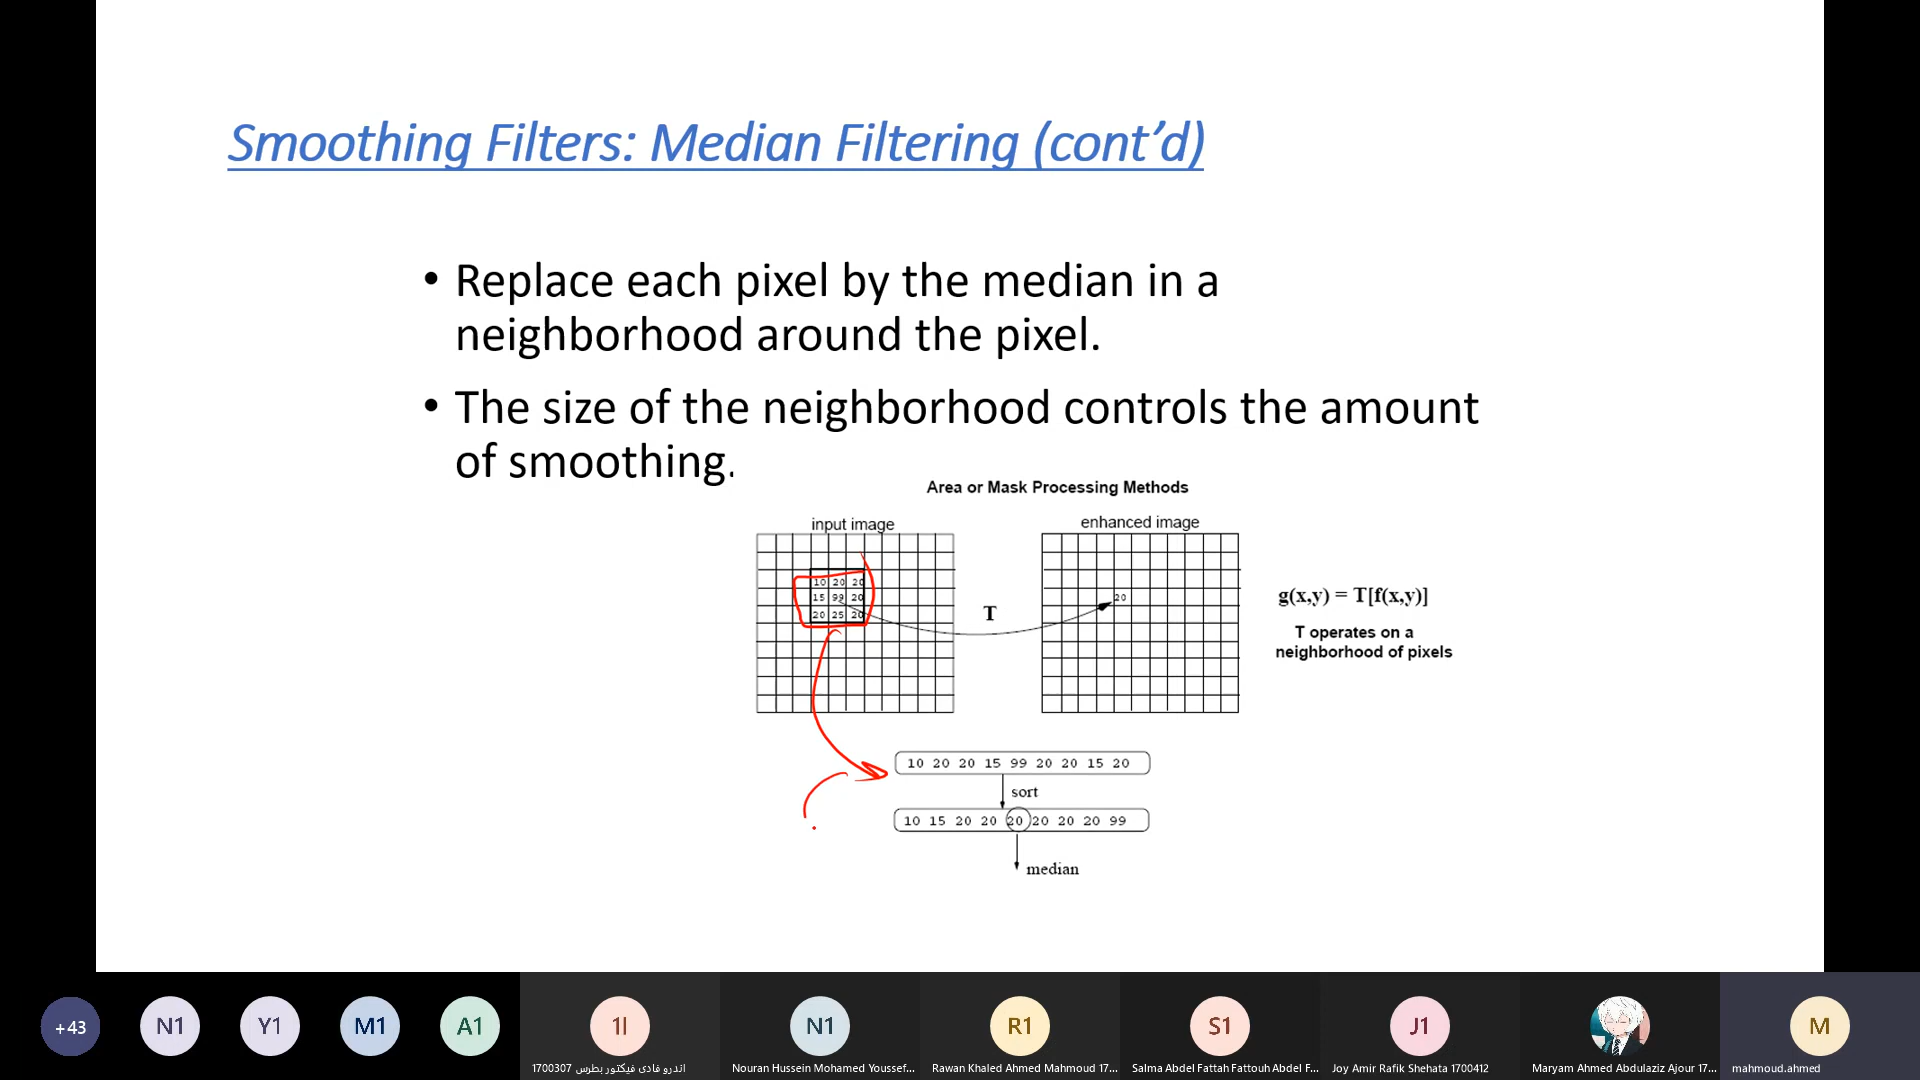 Smoothing Filters: Median Filtering (cont’d)
• Replace each pixel by the median in a
neighborhood around the pixel.
• The size of the neighborhood controls the amount
of smoothing.
Area or Mask Processing Methods
input image
enhanced image
10 20 20
15 99 20
20 25 20
T
20
g(x,y) = T[f(x,y)]
T operates on a
neighborhood of pixels
10 20 20 15 99 20 20 15 20
sort
10 15 20 20 20 20 20 20 99
median
+43
N1
Y1
M1
A1
1ا
N1
R1
S1
J1
M
1700307 اندرو فادى فيكتور بطرس
Nouran Hussein Mohamed Youssef...
Rawan Khaled Ahmed Mahmoud 17...
Salma Abdel Fattah Fattouh Abdel F...
Joy Amir Rafik Shehata 1700412
Maryam Ahmed Abdulaziz Ajour 17...
mahmoud.ahmed